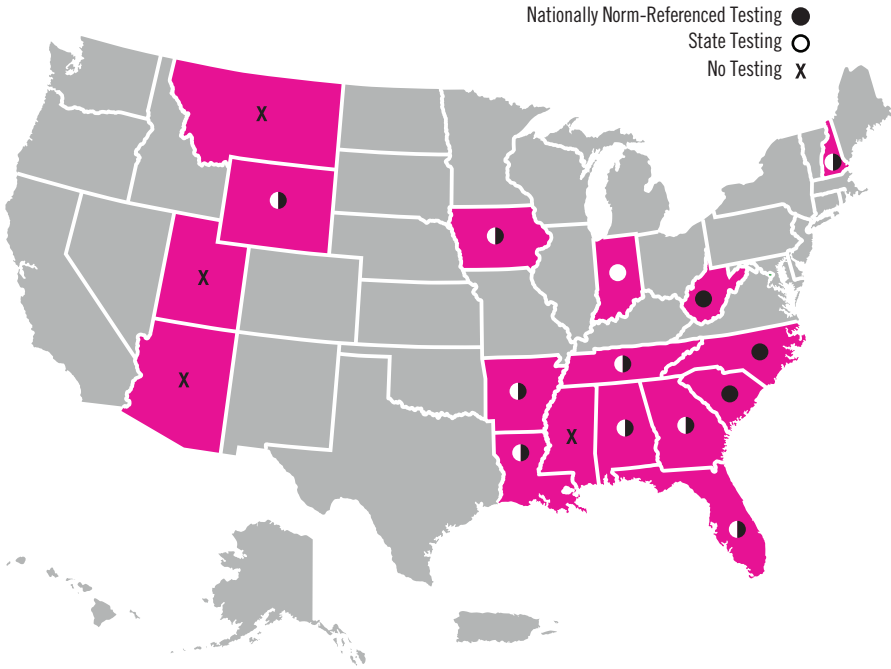 Nationally Norm-Referenced Testing
State Testing
No Testing X
X
X
X
X